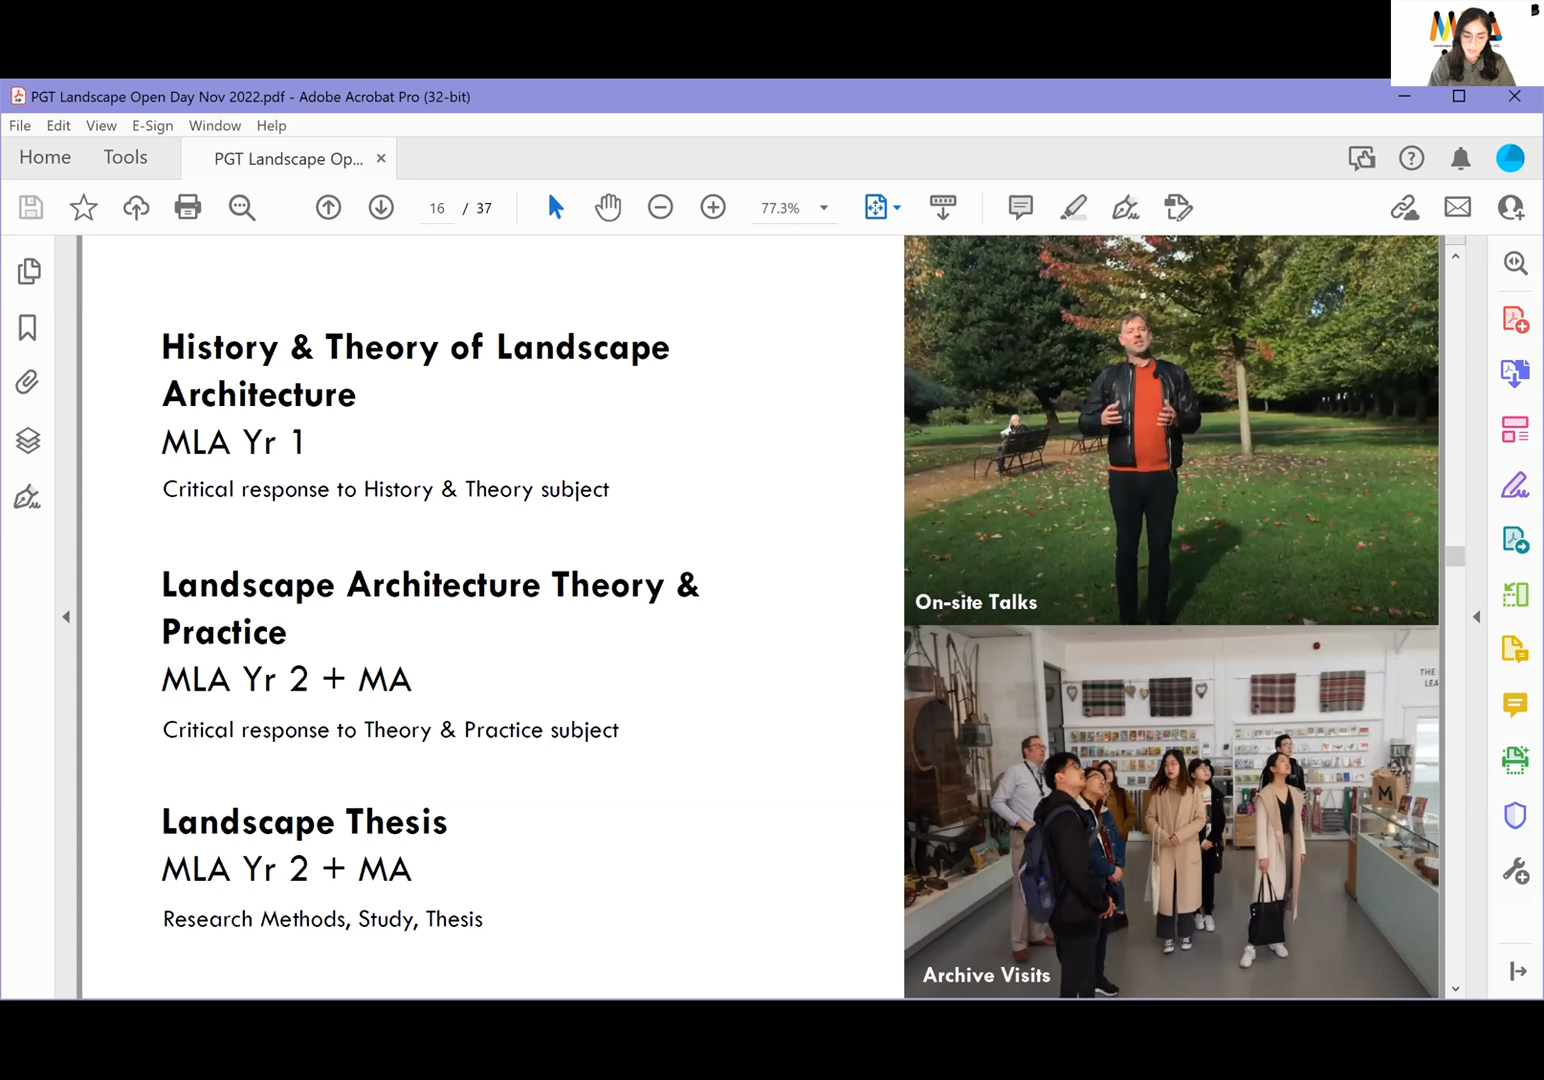 PGT Landscape Open Day Nov 2022.pdf - Adobe Acrobat Pro (32-bit)
File Edit View E-Sign Window Help
Home Tools PGT Landscape Op...
16 / 37 77.3%
History & Theory of Landscape
Architecture
MLA Yr 1
Critical response to History & Theory subject
Landscape Architecture Theory &
Practice
MLA Yr 2 + MA
Critical response to Theory & Practice subject
Landscape Thesis
MLA Yr 2 + MA
Research Methods, Study, Thesis
On-site Talks
THE
LEA
M
Archive Visits